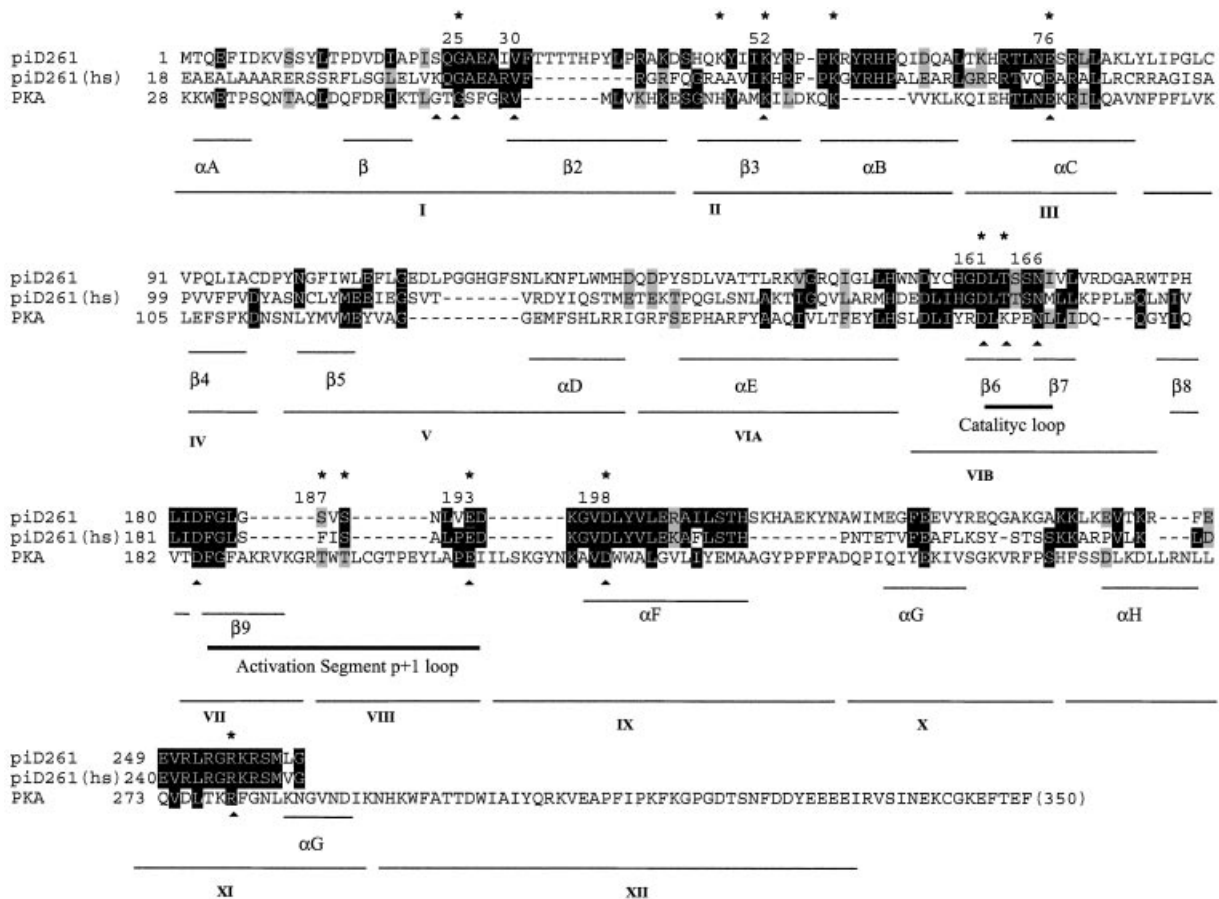 * * * * *
25 30 52 76
piD261 1 MTQEFIDKVSSYLTPDVDIAPISQGAEAIVFTTTTHPYLPRAKDSHQKYIIKYRP-PKRYRHPQIDQALTKHRTLNESRLLAKLYLIPGLC
piD261(hs) 18 EAEALALAAARERSSRFLSGLELVKQGAEARVF------RGRFQGRAAVIKHRF-PKGYRHPALEARLGRRRTVQEARALLRCRRAGISA
PKA 28 KKWETPSQNTAQLDQFDRIKTLGTGSFGRV-------MLVKHKESGNHYAMKILDKQK------VVKLKQIEHTLNEKRILQAVNFPFLVK
αA β β2 β3 αB αC
I II III
* *
161 166
piD261 91 VPQLIACDPYNGFIWLEFLGEDLPGGHGFSNLKNFLWMHDQDPYSDLVATTLRKVGRQIGLLHWNDYCHGDLTSSNIVLVRDGARWTPH
piD261(hs) 99 PVVFFVDYASNCLYMEEIEGSVT-------VRDYIQSTMETEKTPQGLSNLAKTIGQVLARMHDEDLIHGDLTTSNMLLKPPLEQLNIV
PKA 105 LEFSFKDNSNLYMVMEYVAG----------GEMFSHLRRIGRFSEPHARFYAAQIVLTFEYLHSLDLIYRDLKPENLLIDQ---QGYIQ
β4 β5 αD αE β6 β7 β8
Catalityc loop
IV V VIA VIB
* * * *
187 193 198
piD261 180 LIDFGLG------SVS--------NLVED------KGVDLYVLERAILSTHSKHAEKYNAWIMEGFEEVYREQGAKGAKKLKEVTKR---FE
piD261(hs) 181 LIDFGLS------FIS--------ALPED------KGVDLYVLEKAFLSTH------PNTETVFEAFLKSY-STSSKKARPVLK----LD
PKA 182 VTDFGFAKRVKGRTWTLCGTPEYLAPEIILSKGYNKAVDWWALGVLIYEMAAGYPPFFADQPIQIYEKIVSGKVRFPSHFSSDLKDLLRNLL
β9 αF αG αH
Activation Segment p+1 loop
VII VIII IX X
*
piD261 249 EVRLRGRKRSMLG
piD261(hs)240 EVRLRGRKRSMVG
PKA 273 QVDLTKRFGNLKNGVNDIKNHKWFATTDWIAIYQRKVEAPFIPKFKGPGDTSNFDDYEEEEIRVSINEKCGKEFTEF(350)
αG
XI XII